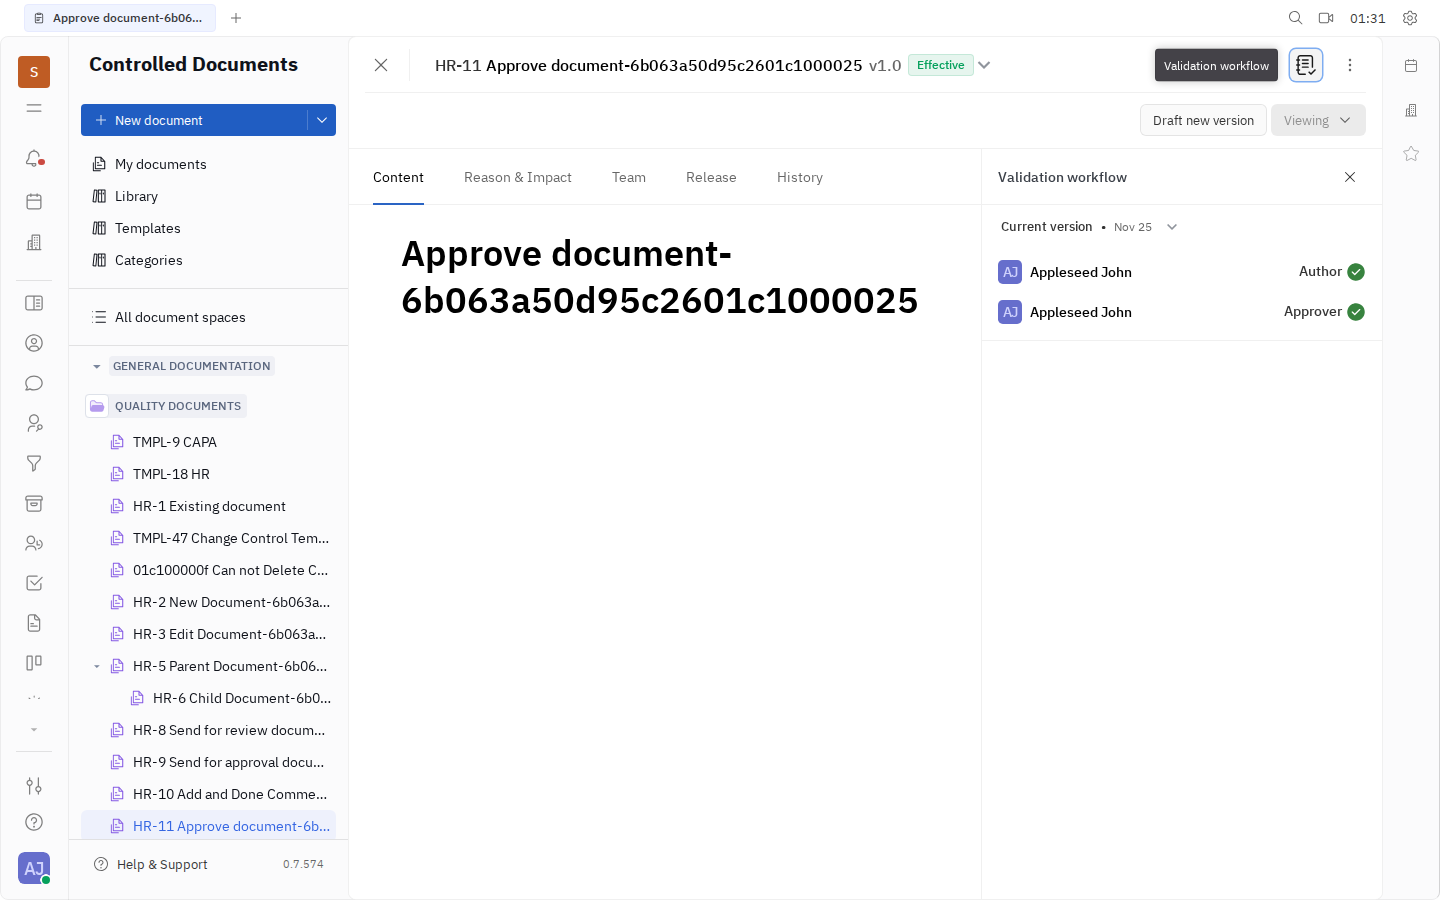 Approve document-6b06...
01:31
S
Controlled Documents
New document
My documents
Library
Templates
Categories
All document spaces
GENERAL DOCUMENTATION
QUALITY DOCUMENTS
TMPL-9 CAPA
TMPL-18 HR
HR-1 Existing document
TMPL-47 Change Control Tem...
01c100000f Can not Delete C...
HR-2 New Document-6b063a...
HR-3 Edit Document-6b063a...
HR-5 Parent Document-6b06...
HR-6 Child Document-6b0...
HR-8 Send for review docum...
HR-9 Send for approval docu...
HR-10 Add and Done Comme...
HR-11 Approve document-6b...
Help & Support 0.7.574
AJ
HR-11 Approve document-6b063a50d95c2601c1000025 v1.0 Effective
Validation workflow
Draft new version Viewing
Content Reason & Impact Team Release History
Approve document-
6b063a50d95c2601c1000025
Validation workflow
Current version • Nov 25
AJ Appleseed John Author
AJ Appleseed John Approver